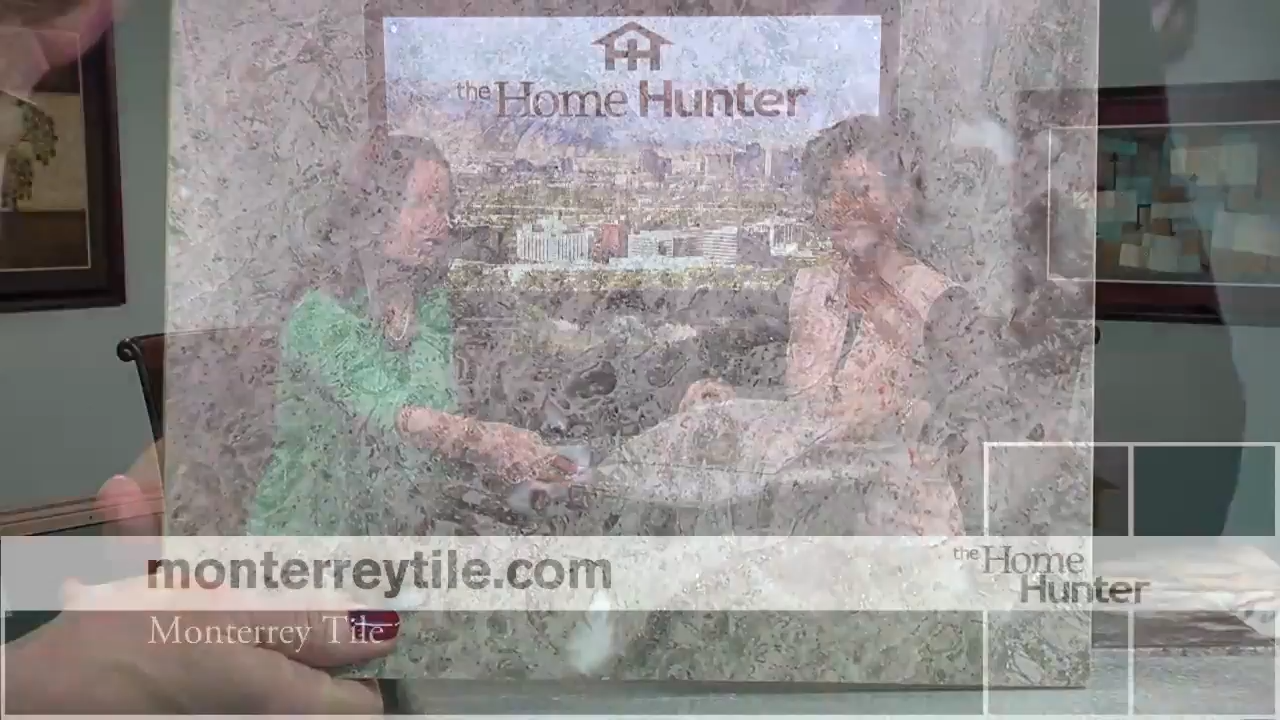 the Home Hunter
monterreytile.com
the Home
Hunter
Monterrey Tile